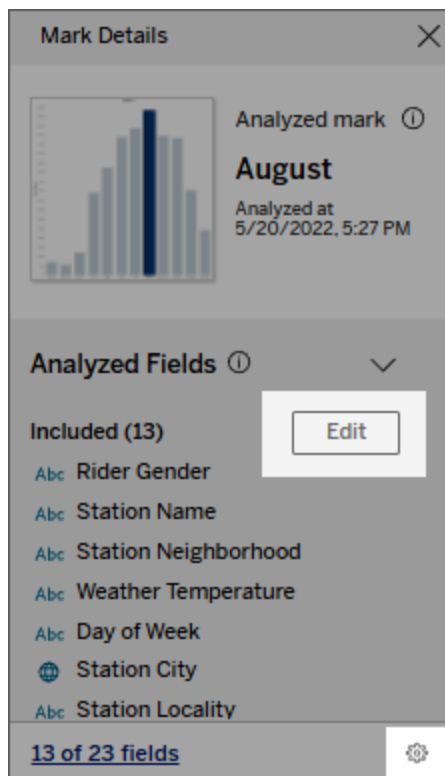 Mark Details
Analyzed mark
August
Analyzed at
5/20/2022, 5:27 PM
Analyzed Fields
Included (13)
Edit
Abc Rider Gender
Abc Station Name
Abc Station Neighborhood
Abc Weather Temperature
Abc Day of Week
Station City
Abc Station Locality
13 of 23 fields